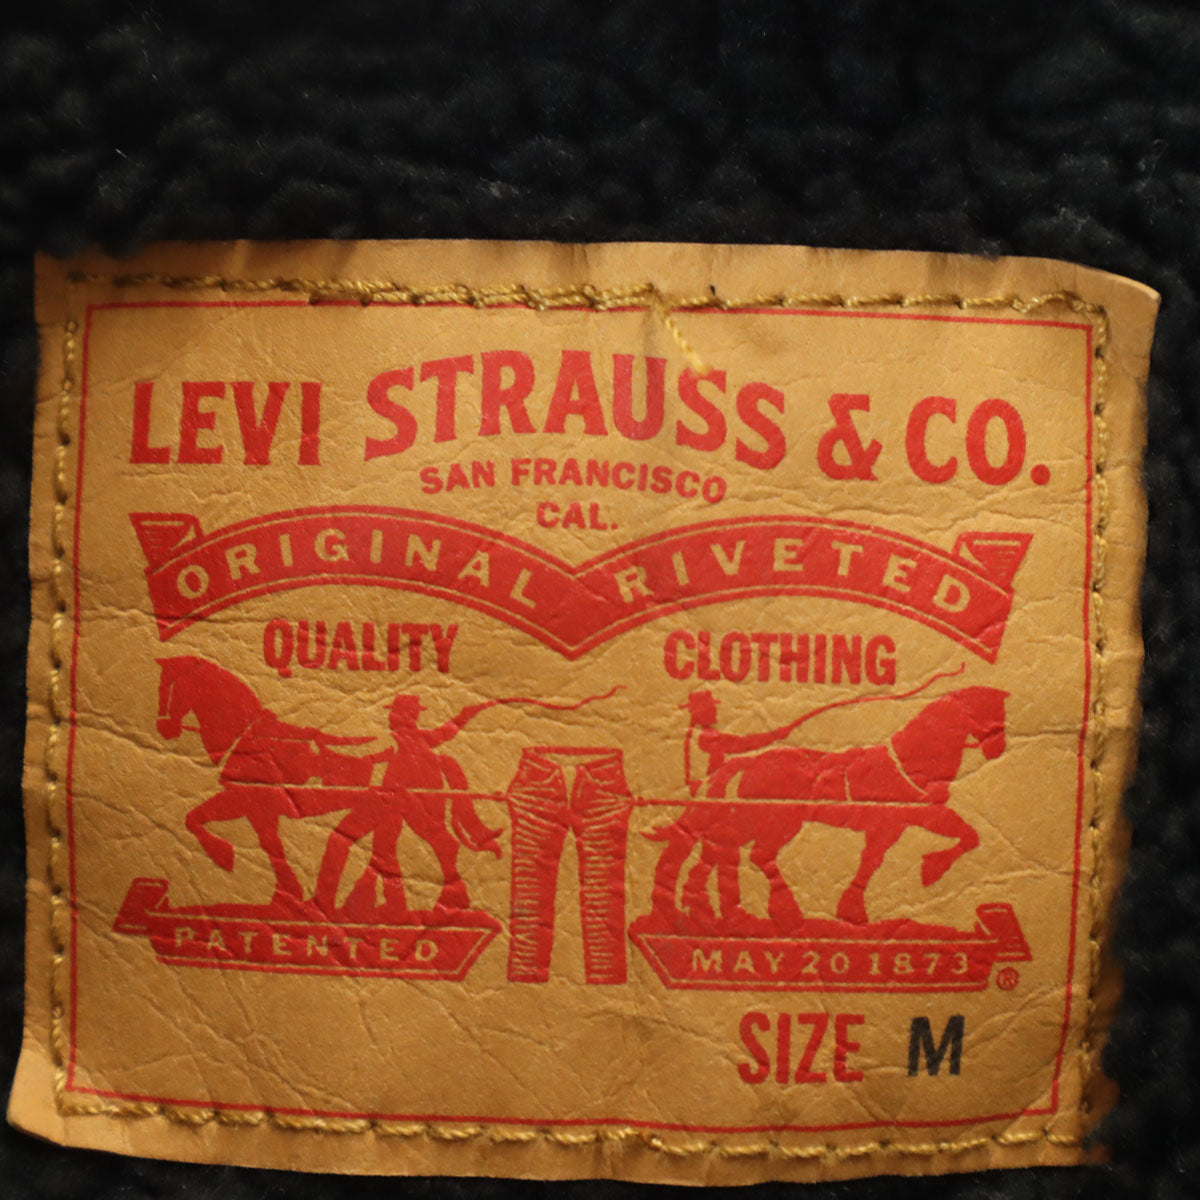 LEVI STRAUSS & CO.
SAN FRANCISCO
CAL.
ORIGINAL RIVETED
QUALITY CLOTHING
PATENTED MAY 20 1873 ®
SIZE M